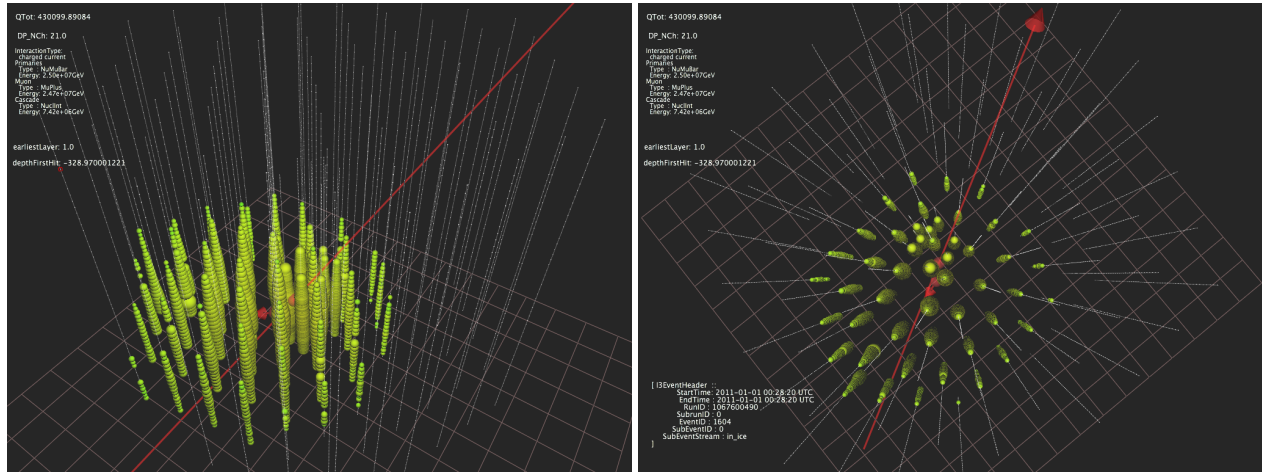 QTot: 430099.89084
DP_NCh: 21.0
InteractionType:
charged current
Primaries
Type : NuMuBar
Energy: 2.50e+07GeV
Muon
Type : MuPlus
Energy: 2.47e+07GeV
Cascade
Type : NuclInt
Energy: 7.42e+06GeV
earliestLayer: 1.0
depthFirstHit: -328.970001221
QTot: 430099.89084
DP_NCh: 21.0
InteractionType:
charged current
Primaries
Type : NuMuBar
Energy: 2.50e+07GeV
Muon
Type : MuPlus
Energy: 2.47e+07GeV
Cascade
Type : NuclInt
Energy: 7.42e+06GeV
earliestLayer: 1.0
depthFirstHit: -328.970001221
[ I3EventHeader ::
StartTime: 2011-01-01 00:28:20 UTC
EndTime : 2011-01-01 00:28:20 UTC
RunID : 1067600490
SubrunID : 0
EventID : 1604
SubEventID : 0
SubEventStream : in_ice
]